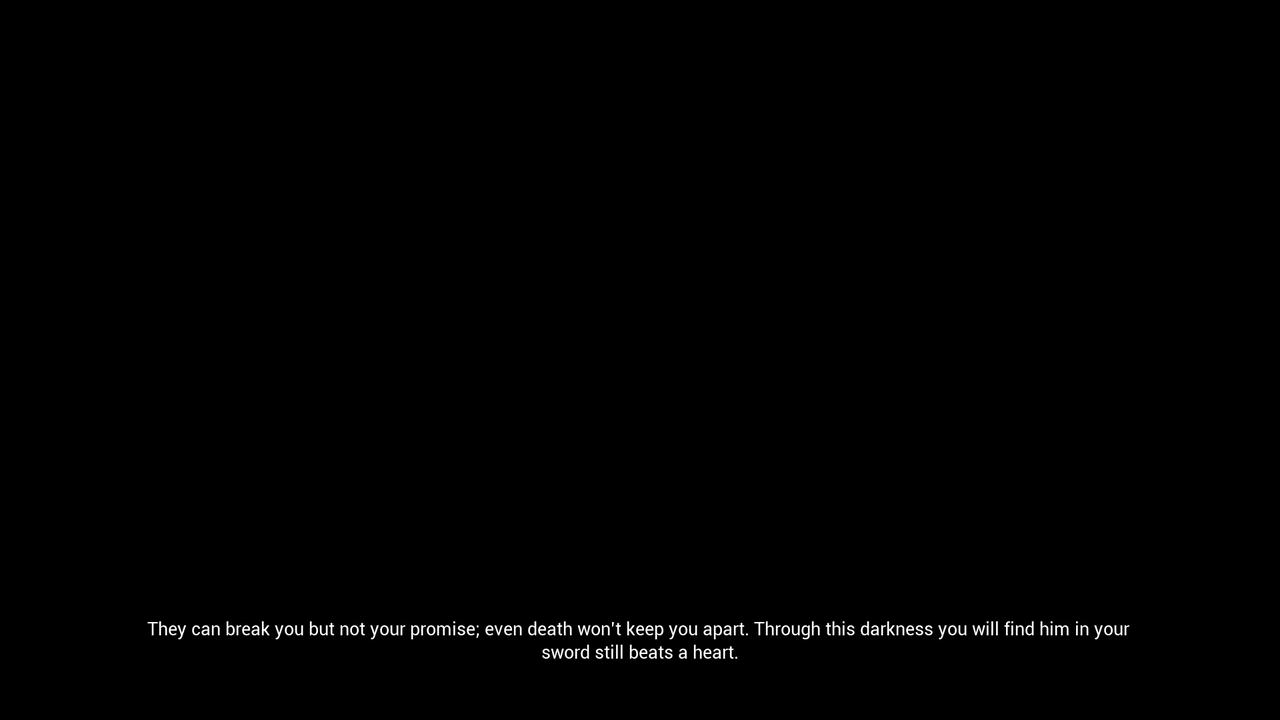 They can break you but not your promise; even death won't keep you apart. Through this darkness you will find him in your
sword still beats a heart.